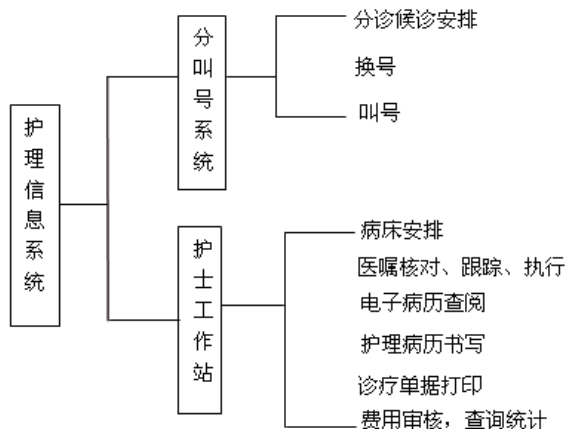 护理信息系统
分叫号系统
分诊候诊安排
换号
叫号
护士工作站
病床安排
医嘱核对、跟踪、执行
电子病历查阅
护理病历书写
诊疗单据打印
费用审核，查询统计